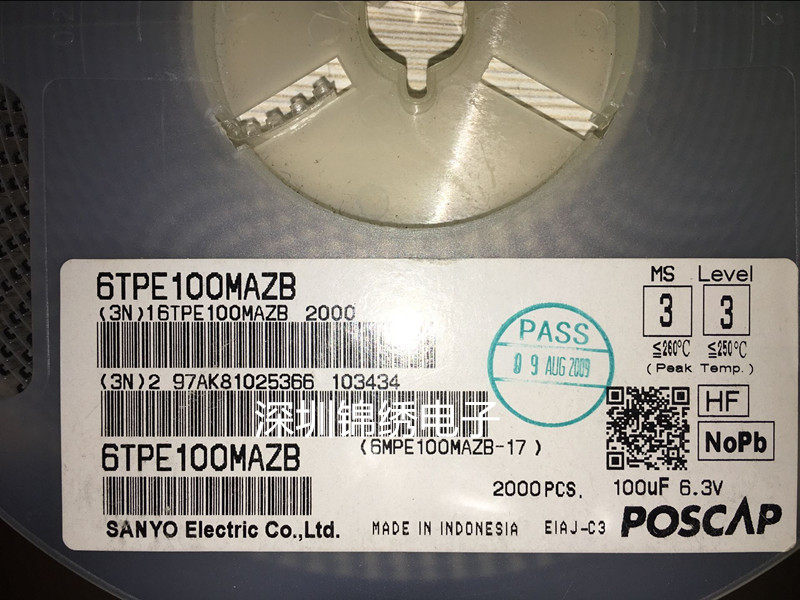 6TPE100MAZB
(3N)16TPE100MAZB 2000
(3N)2 97AK81025366 103434
深圳锦绣电子
(6MPE100MAZB-17)
6TPE100MAZB
SANYO Electric Co.,Ltd.
MADE IN INDONESIA EIAJ-C3
PASS
09 AUG 2009
MS Level
3 3
≦260°C ≦250°C
(Peak Temp.)
HF
NoPb
2000PCS. 100uF 6.3V
POSCAP